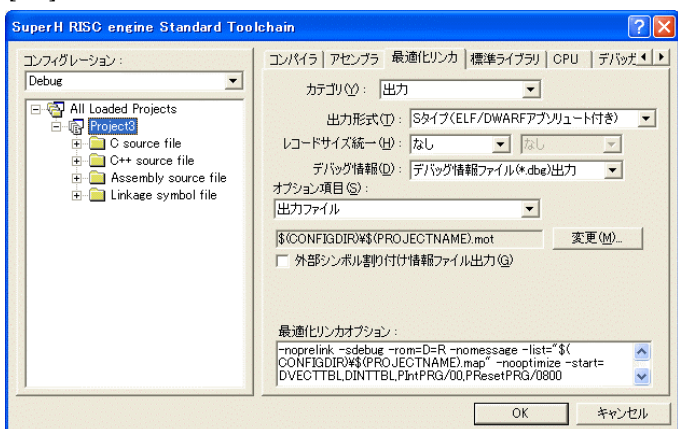 SuperH RISC engine Standard Toolchain
コンフィグレーション :
Debug
All Loaded Projects
Project3
C source file
C++ source file
Assembly source file
Linkage symbol file
コンパイラ アセンブラ 最適化リンカ 標準ライブラリ CPU デバッガ
カテゴリ(Y) : 出力
出力形式(T) : Sタイプ(ELF/DWARFアブソリュート付き)
レコードサイズ統一(H) : なし なし
デバッグ情報(D) : デバッグ情報ファイル(*.dbg)出力
オプション項目(S) :
出力ファイル
$(CONFIGDIR)¥$(PROJECTNAME).mot 変更(M)...
外部シンボル割り付け情報ファイル出力(G)
最適化リンカオプション :
-noprelink -sdebug -rom=D=R -nomessage -list="$(
CONFIGDIR)¥$(PROJECTNAME).map" -nooptimize -start=
DVECTTBL,DINTTBL,PIntPRG/00,PResetPRG/0800
OK キャンセル